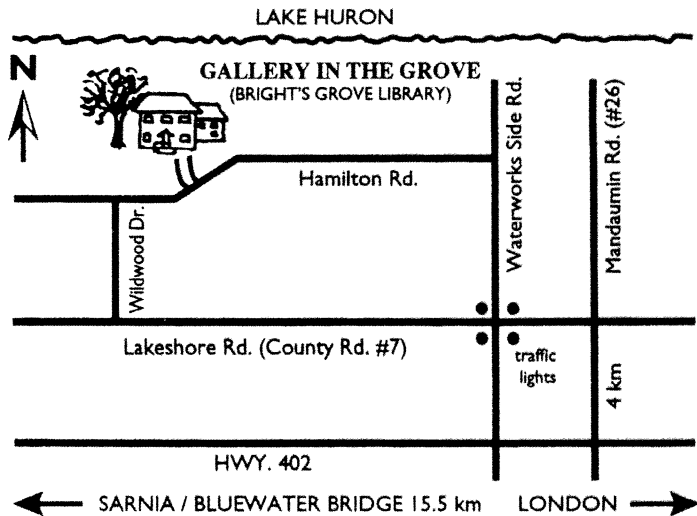 LAKE HURON
N
GALLERY IN THE GROVE
(BRIGHT'S GROVE LIBRARY)
Waterworks Side Rd.
Mandaumin Rd. (#26)
Hamilton Rd.
Wildwood Dr.
Lakeshore Rd. (County Rd. #7)
traffic
lights
4 km
HWY. 402
SARNIA / BLUEWATER BRIDGE 15.5 km
LONDON